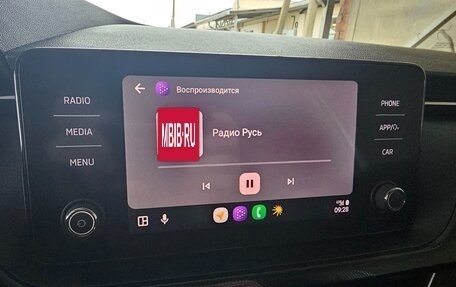 RADIO
MEDIA
MENU
Воспроизводится
MBIB·RU
Радио Русь
09:28
PHONE
APP/
CAR